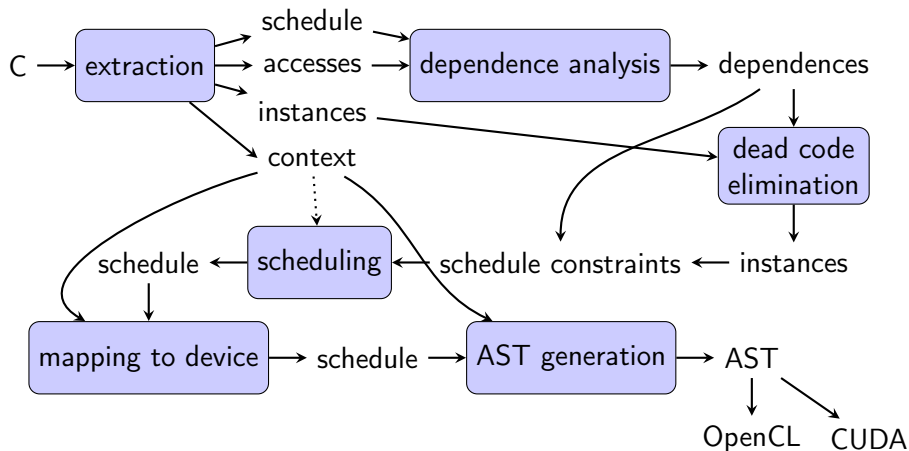 schedule
C
extraction
accesses
dependence analysis
dependences
instances
dead code
elimination
context
schedule
scheduling
schedule constraints
instances
mapping to device
schedule
AST generation
AST
OpenCL
CUDA